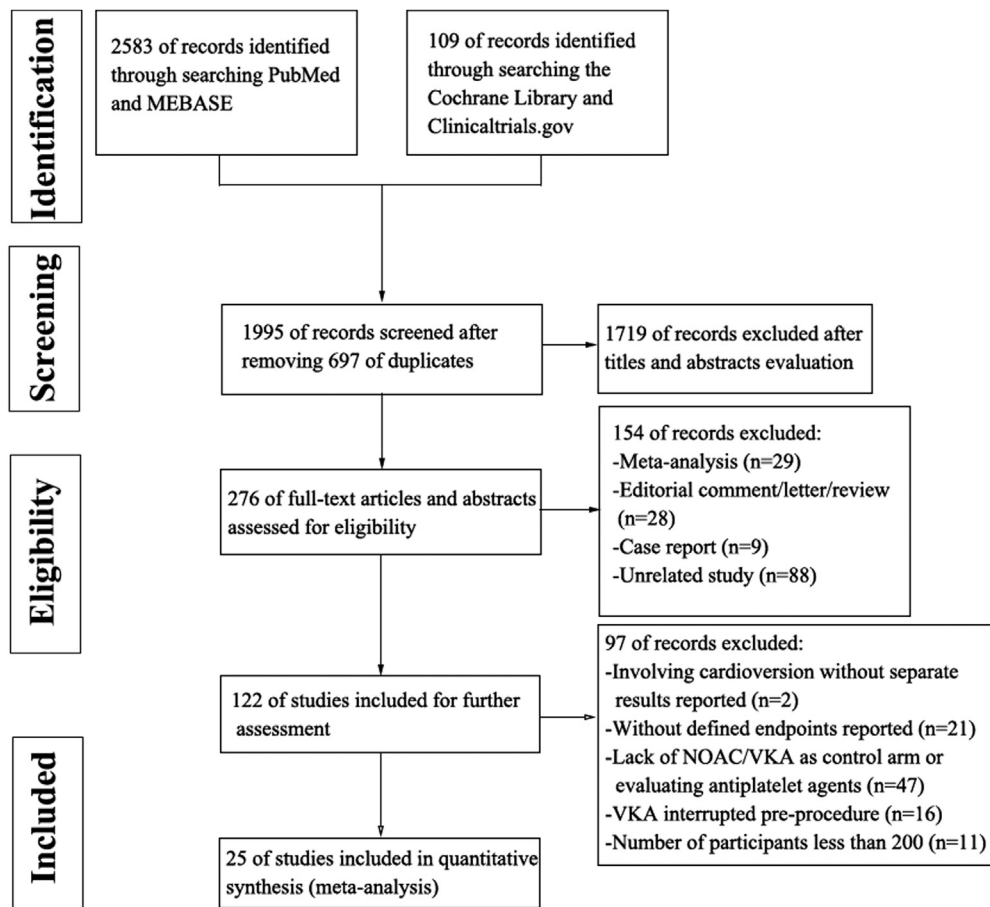 Identification
2583 of records identified
through searching PubMed
and MEBASE
109 of records identified
through searching the
Cochrane Library and
Clinicaltrials.gov
Screening
1995 of records screened after
removing 697 of duplicates
1719 of records excluded after
titles and abstracts evaluation
Eligibility
276 of full-text articles and abstracts
assessed for eligibility
154 of records excluded:
-Meta-analysis (n=29)
-Editorial comment/letter/review
(n=28)
-Case report (n=9)
-Unrelated study (n=88)
122 of studies included for further
assessment
97 of records excluded:
-Involving cardioversion without separate
results reported (n=2)
-Without defined endpoints reported (n=21)
-Lack of NOAC/VKA as control arm or
evaluating antiplatelet agents (n=47)
-VKA interrupted pre-procedure (n=16)
-Number of participants less than 200 (n=11)
Included
25 of studies included in quantitative
synthesis (meta-analysis)